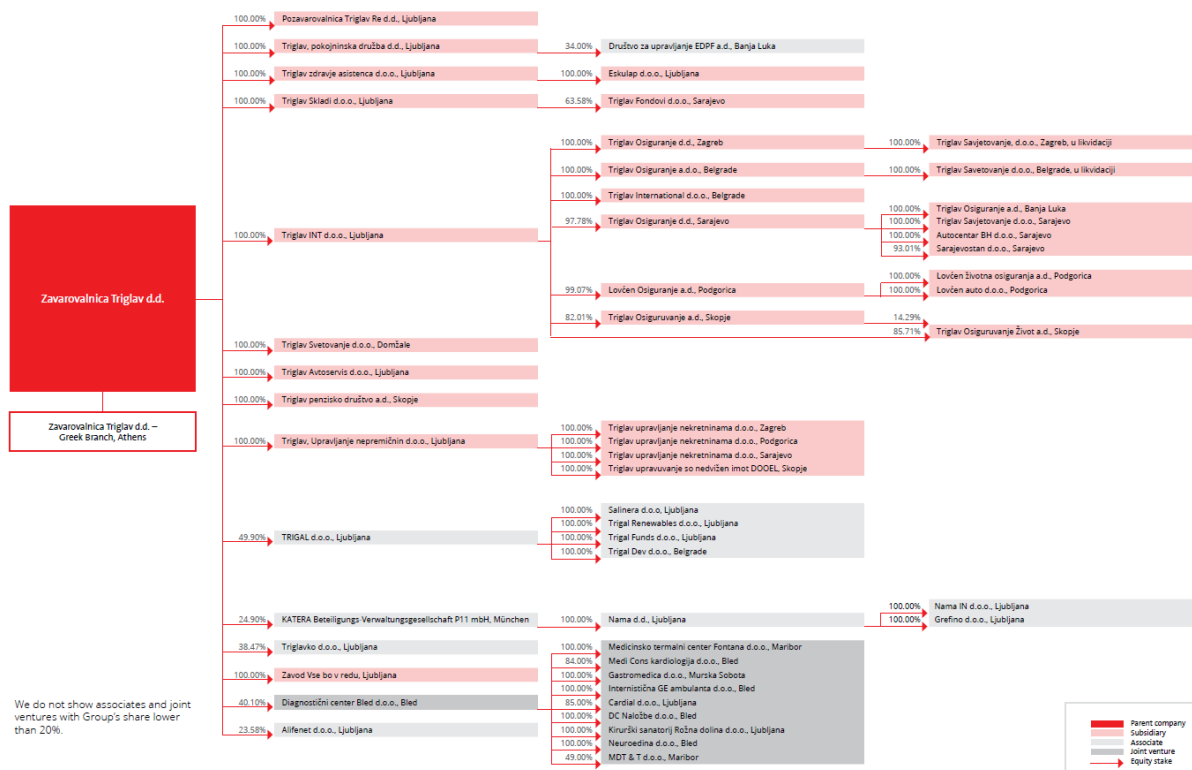 100.00% Pozavarovalnica Triglav Re d.d., Ljubljana
100.00% Triglav, pokojninska družba d.d., Ljubljana 34.00% Društvo za upravljanje EDPF a.d., Banja Luka
100.00% Triglav zdravje asistenca d.o.o., Ljubljana 100.00% Eskulap d.o.o., Ljubljana
100.00% Triglav Skladi d.o.o., Ljubljana 63.58% Triglav Fondovi d.o.o., Sarajevo
100.00% Triglav Osiguranje d.d., Zagreb 100.00% Triglav Savjetovanje, d.o.o., Zagreb, u likvidaciji
100.00% Triglav Osiguranje a.d.o., Belgrade 100.00% Triglav Savetovanje d.o.o., Belgrade, u likvidaciji
100.00% Triglav International d.o.o., Belgrade
100.00% Triglav Osiguranje a.d., Banja Luka
97.78% Triglav Osiguranje d.d., Sarajevo 100.00% Triglav Savjetovanje d.o.o., Sarajevo
100.00% Triglav INT d.o.o., Ljubljana 100.00% Autocentar BH d.o.o., Sarajevo
93.01% Sarajevostan d.o.o., Sarajevo
100.00% Lovćen životna osiguranja a.d., Podgorica
99.07% Lovćen Osiguranje a.d., Podgorica 100.00% Lovćen auto d.o.o., Podgorica
Zavarovalnica Triglav d.d.
82.01% Triglav Osiguruvanje a.d., Skopje 14.29%
85.71% Triglav Osiguruvanje Život a.d., Skopje
100.00% Triglav Svetovanje d.o.o., Domžale
100.00% Triglav Avtoservis d.o.o., Ljubljana
100.00% Triglav penzisko društvo a.d., Skopje
Zavarovalnica Triglav d.d. –
Greek Branch, Athens
100.00% Triglav upravljanje nekretninama d.o.o., Zagreb
100.00% Triglav, Upravljanje nepremičnin d.o.o., Ljubljana 100.00% Triglav upravljanje nekretninama d.o.o., Podgorica
100.00% Triglav upravljanje nekretninama d.o.o., Sarajevo
100.00% Triglav upravuvanje so nedvižen imot DOOEL, Skopje
100.00% Salinera d.o.o, Ljubljana
100.00% Trigal Renewables d.o.o., Ljubljana
49.90% TRIGAL d.o.o., Ljubljana 100.00% Trigal Funds d.o.o., Ljubljana
100.00% Trigal Dev d.o.o., Belgrade
100.00% Nama IN d.o.o., Ljubljana
24.90% KATERA Beteiligungs-Verwaltungsgesellschaft P11 mbH, München 100.00% Nama d.d., Ljubljana 100.00% Grefino d.o.o., Ljubljana
38.47% Triglavko d.o.o., Ljubljana 100.00% Medicinsko termalni center Fontana d.o.o., Maribor
84.00% Medi Cons kardiologija d.o.o., Bled
100.00% Zavod Vse bo v redu, Ljubljana 100.00% Gastromedica d.o.o., Murska Sobota
100.00% Internistična GE ambulanta d.o.o., Bled
40.10% Diagnostični center Bled d.o.o., Bled 85.00% Cardial d.o.o., Ljubljana
100.00% DC Naložbe d.o.o., Bled
23.58% Alifenet d.o.o., Ljubljana 100.00% Kirurški sanatorij Rožna dolina d.o.o., Ljubljana
100.00% Neuroedina d.o.o., Bled
49.00% MDT & T d.o.o., Maribor
We do not show associates and joint
ventures with Group's share lower
than 20%.
Parent company
Subsidiary
Associate
Joint venture
Equity stake